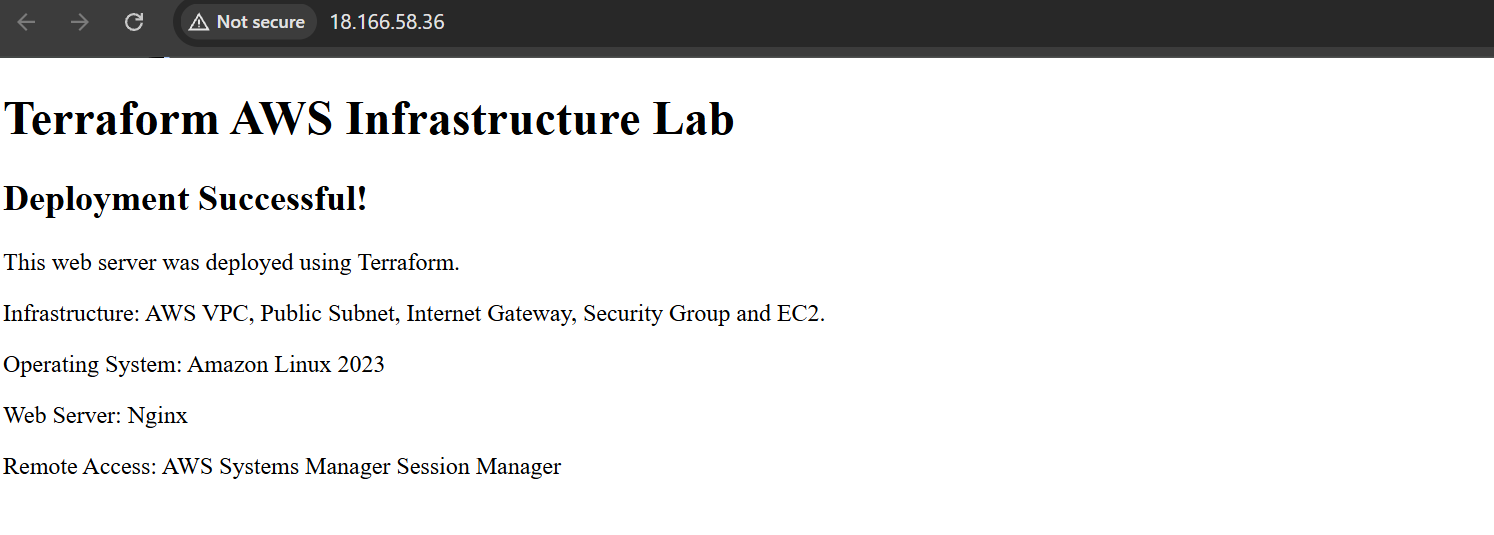 Not secure 18.166.58.36
Terraform AWS Infrastructure Lab
Deployment Successful!
This web server was deployed using Terraform.
Infrastructure: AWS VPC, Public Subnet, Internet Gateway, Security Group and EC2.
Operating System: Amazon Linux 2023
Web Server: Nginx
Remote Access: AWS Systems Manager Session Manager